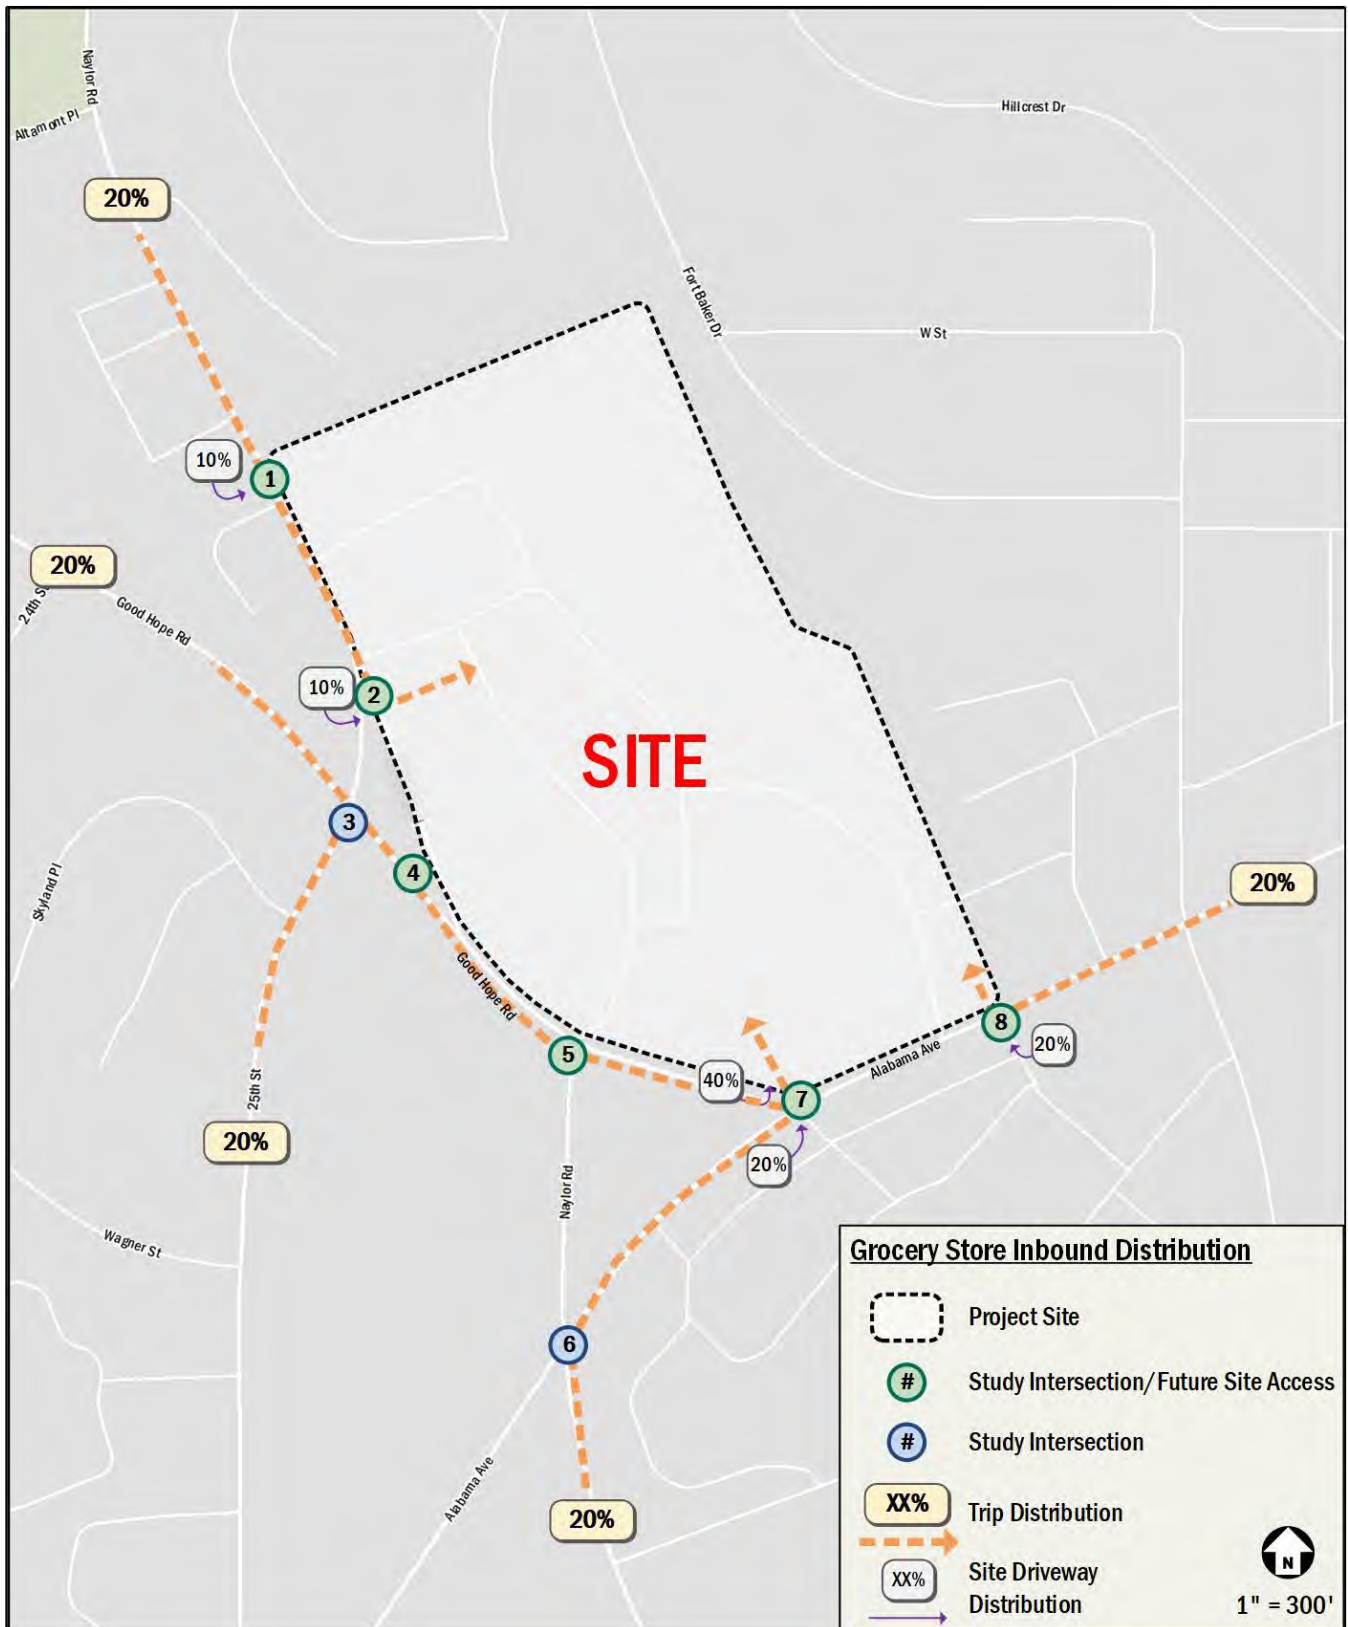 Naylor Rd
Altamont Pl
Hillcrest Dr
20%
Fort Baker Dr
W St
10%
1
20%
24th St
Good Hope Rd
10%
2
SITE
3
4
Skyland Pl
20%
Good Hope Rd
8
20%
Alabama Ave
5
40%
7
25th St
20%
20%
Naylor Rd
Wagner St
6
Alabama Ave
20%
Grocery Store Inbound Distribution
Project Site
# Study Intersection/Future Site Access
# Study Intersection
XX% Trip Distribution
XX% Site Driveway
Distribution
N
1" = 300'